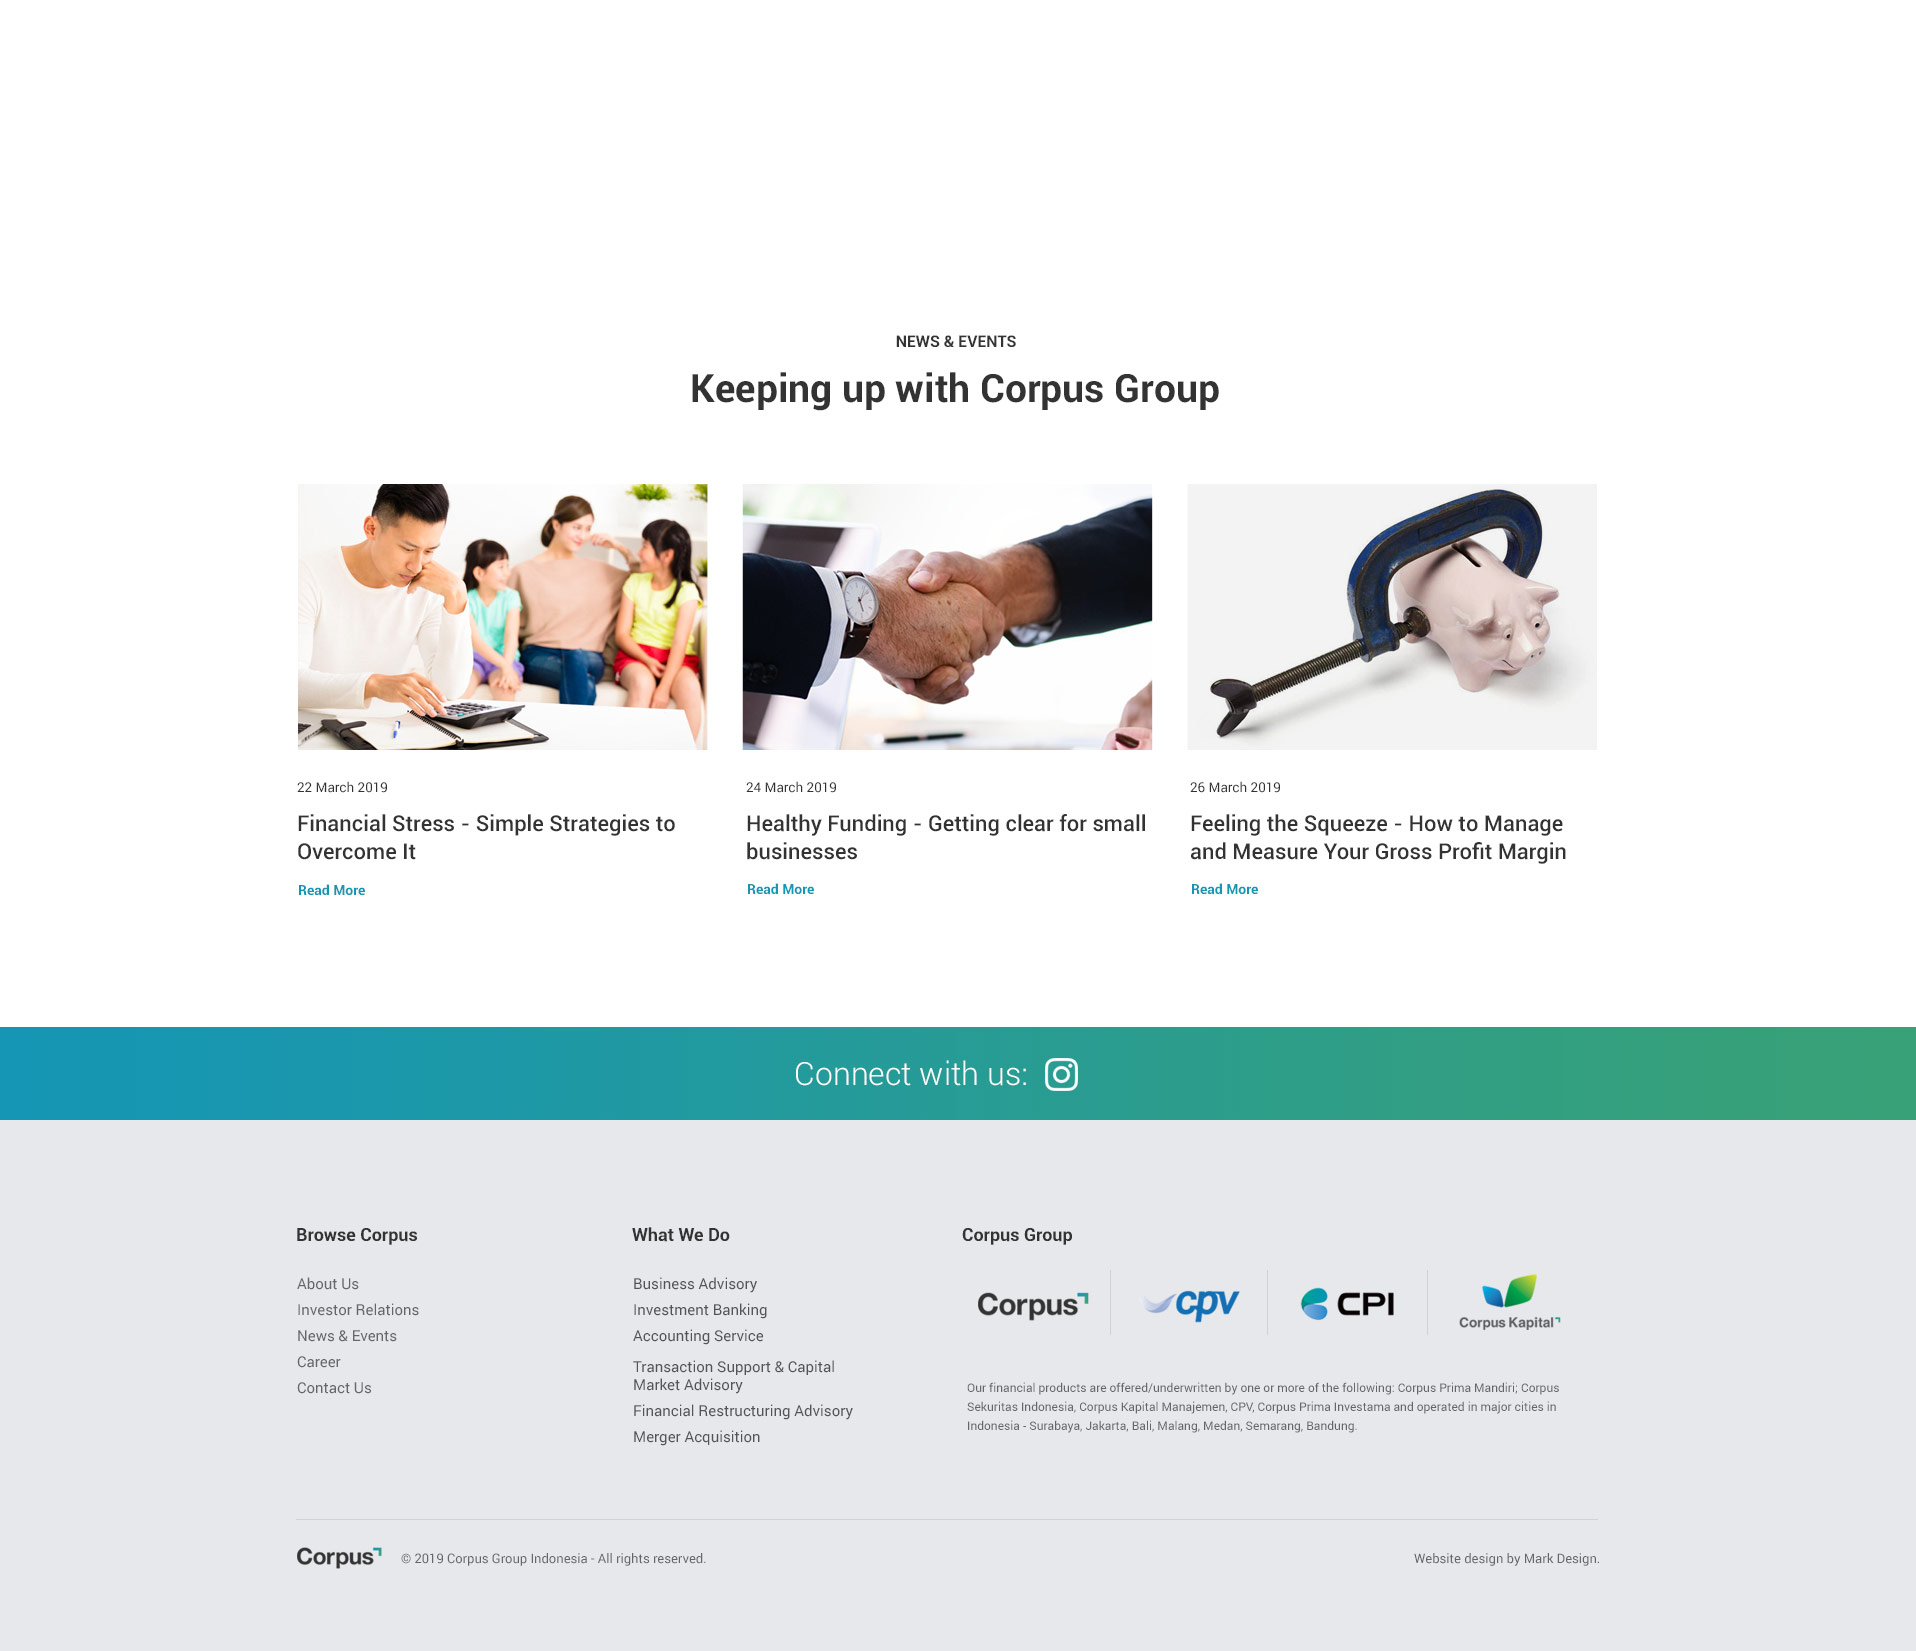 NEWS & EVENTS
Keeping up with Corpus Group
22 March 2019
Financial Stress - Simple Strategies to
Overcome It
Read More
24 March 2019
Healthy Funding - Getting clear for small
businesses
Read More
26 March 2019
Feeling the Squeeze - How to Manage
and Measure Your Gross Profit Margin
Read More
Connect with us:
Browse Corpus
About Us
Investor Relations
News & Events
Career
Contact Us
What We Do
Business Advisory
Investment Banking
Accounting Service
Transaction Support & Capital
Market Advisory
Financial Restructuring Advisory
Merger Acquisition
Corpus Group
Corpus
cpv
CPI
Corpus Kapital
Our financial products are offered/underwritten by one or more of the following: Corpus Prima Mandiri; Corpus
Sekuritas Indonesia, Corpus Kapital Manajemen, CPV, Corpus Prima Investama and operated in major cities in
Indonesia - Surabaya, Jakarta, Bali, Malang, Medan, Semarang, Bandung.
Corpus
© 2019 Corpus Group Indonesia - All rights reserved.
Website design by Mark Design.